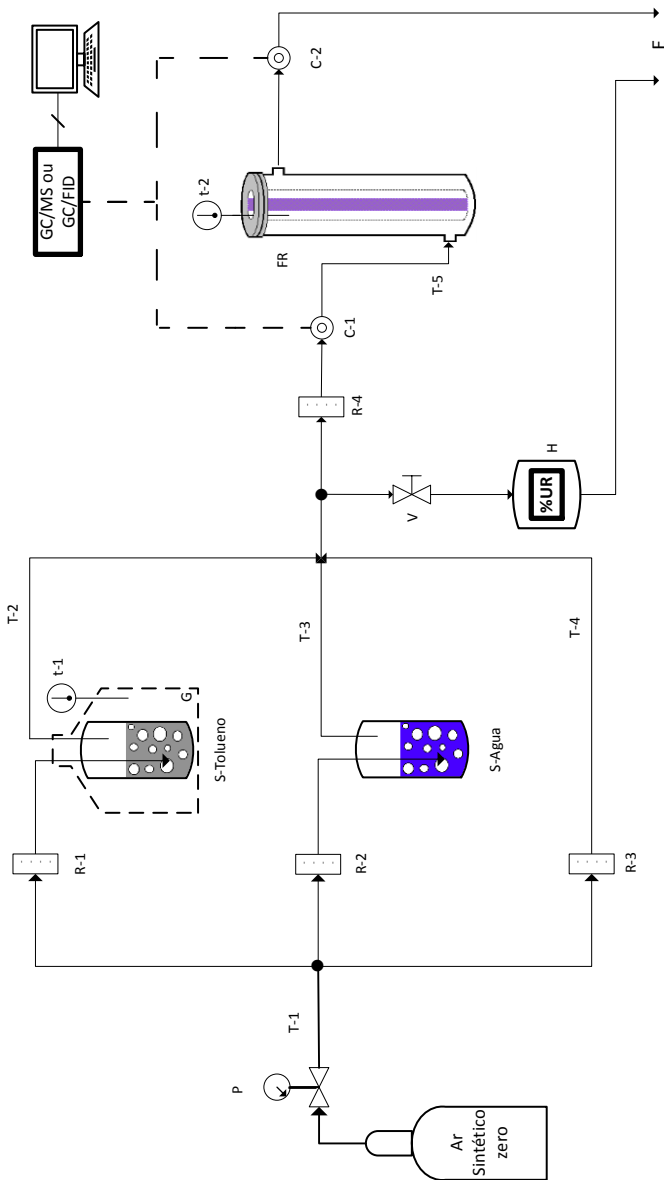 Ar
Sintético
zero
P
T-1
R-1
R-2
R-3
S-Tolueno
G
t-1
S-Agua
T-2
T-3
T-4
V
%UR
H
R-4
C-1
T-5
FR
t-2
C-2
GC/MS ou
GC/FID
F